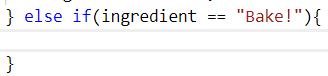 } else if(ingredient == "Bake!"){
}